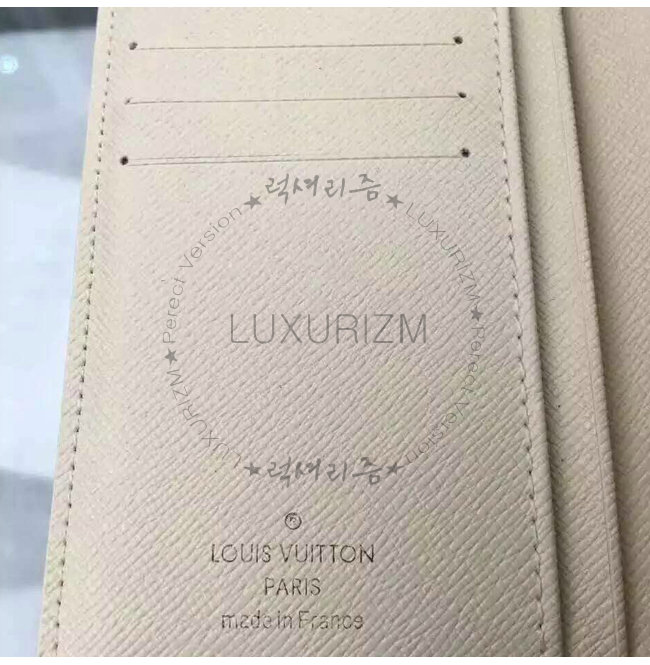 럭셔리즘★LUXURIZM★Perect Version
LUXURIZM
LUXURIZM★Perect Version★
★럭셔리즘★
®
LOUIS VUITTON
PARIS
made in France